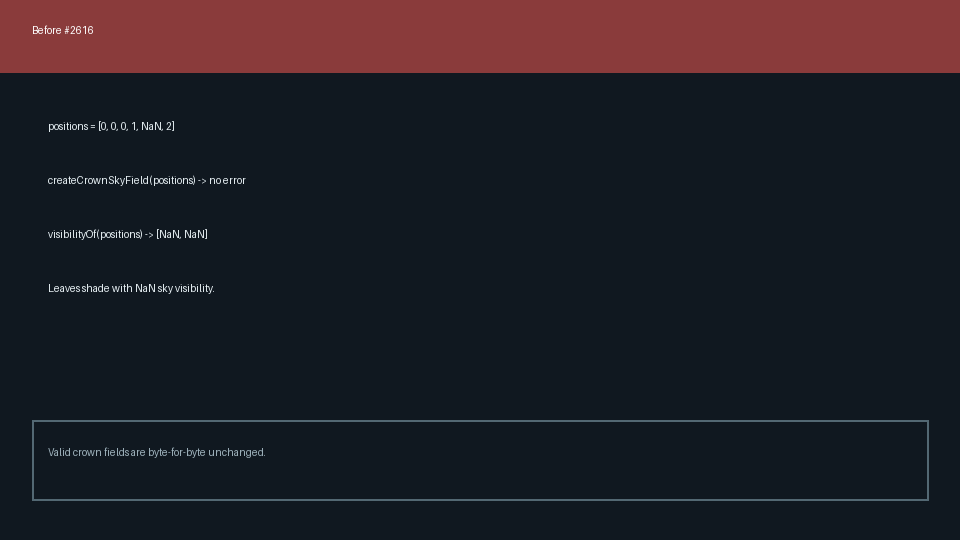 Before #2616
positions = [0, 0, 0, 1, NaN, 2]
createCrownSkyField(positions) -> no error
visibilityOf(positions) -> [NaN, NaN]
Leaves shade with NaN sky visibility.
Valid crown fields are byte-for-byte unchanged.